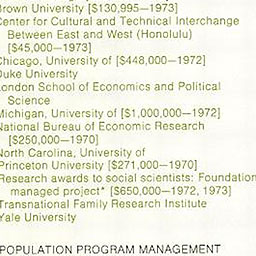 Brown University [$130,995—1973]
Center for Cultural and Technical Interchange
Between East and West (Honolulu)
[$45,000—1973]
Chicago, University of [$448,000—1972]
Duke University
London School of Economics and Political
Science
Michigan, University of [$1,000,000—1972]
National Bureau of Economic Research
[$250,000—1970]
North Carolina, University of
Princeton University [$271,000—1970]
Research awards to social scientists: Foundation
managed project* [$650,000—1972, 1973]
Transnational Family Research Institute
Yale University
POPULATION PROGRAM MANAGEMENT